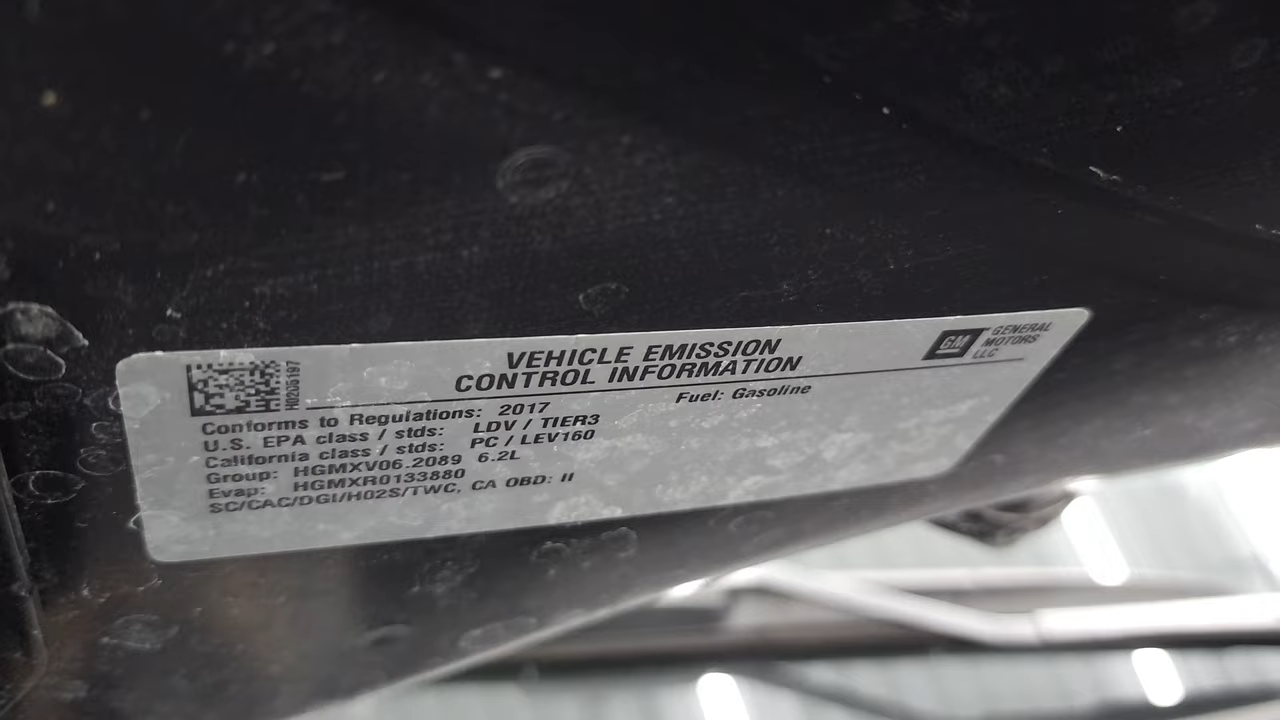 VEHICLE EMISSION
CONTROL INFORMATION
GM GENERAL
MOTORS
LLC
Conforms to Regulations: 2017
Fuel: Gasoline
U.S. EPA class / stds: LDV / TIER3
California class / stds: PC / LEV160
Group: HGMXV06.2089 6.2L
Evap: HGMXR0133880
SC/CAC/DGI/H02S/TWC, CA OBD: II